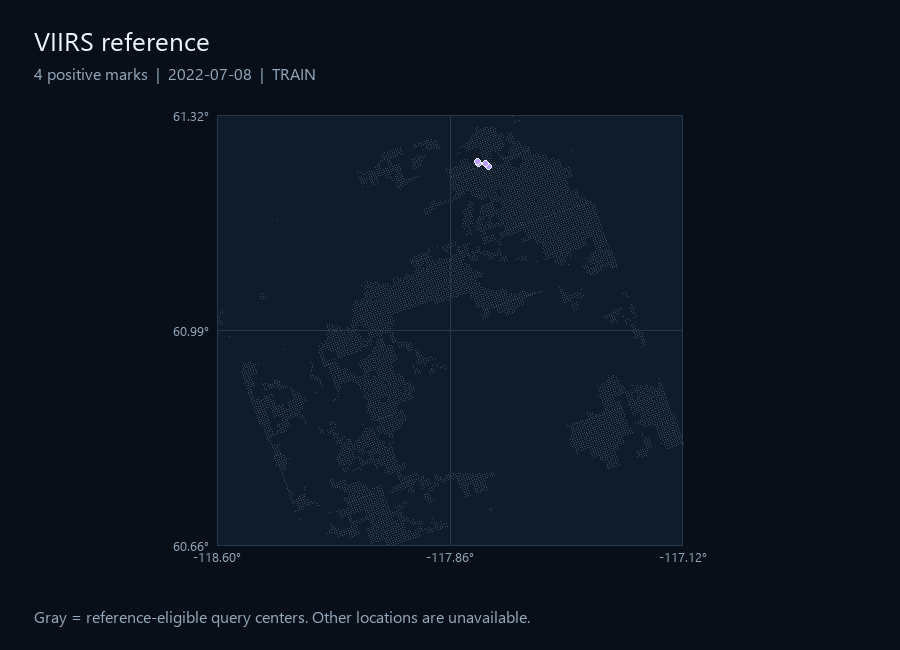 VIIRS reference
4 positive marks | 2022-07-08 | TRAIN
61.32°
60.99°
60.66°
-118.60° -117.86° -117.12°
Gray = reference-eligible query centers. Other locations are unavailable.